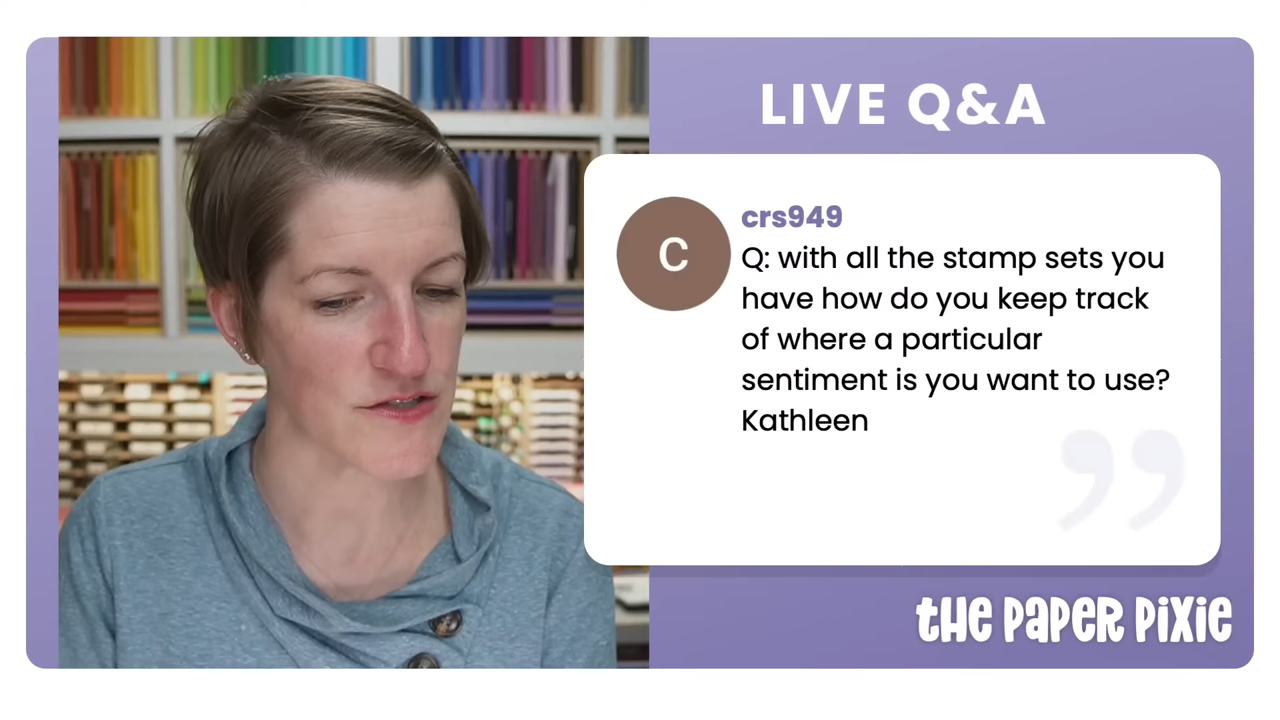 LIVE Q&A
C
crs949
Q: with all the stamp sets you
have how do you keep track
of where a particular
sentiment is you want to use?
Kathleen
”
the PAPER PIXIE